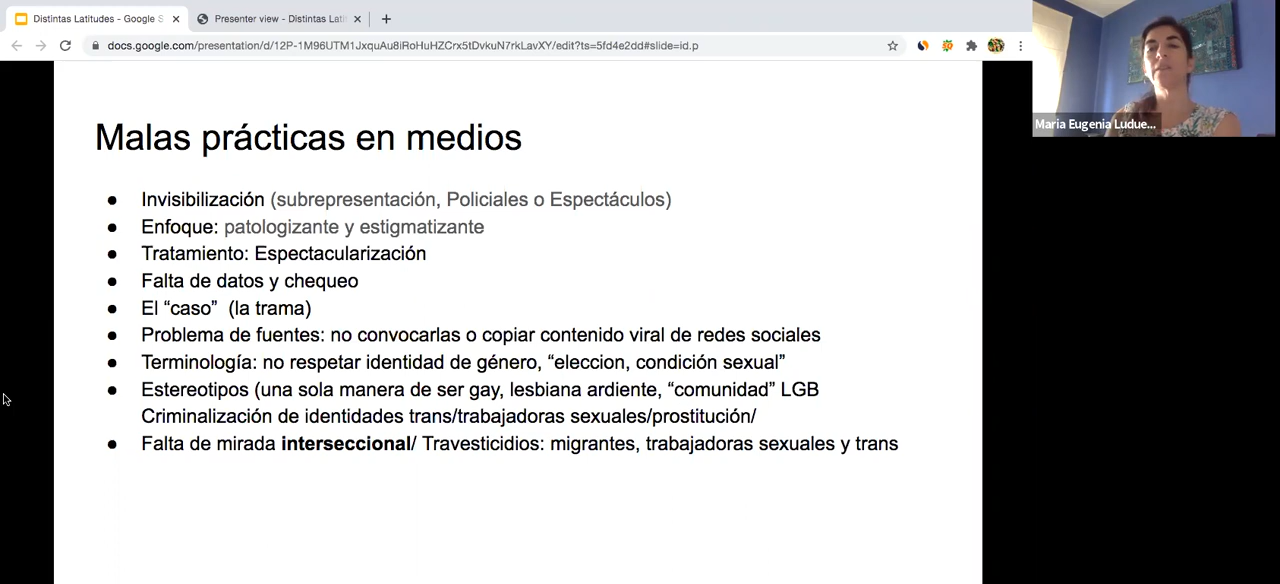 Distintas Latitudes - Google S
Presenter view - Distintas Lati
docs.google.com/presentation/d/12P-1M96UTM1JxquAu8iRoHuHZCrx5tDvkuN7rkLavXY/edit?ts=5fd4e2dd#slide=id.p
Maria Eugenia Ludue...
Malas prácticas en medios
● Invisibilización (subrepresentación, Policiales o Espectáculos)
● Enfoque: patologizante y estigmatizante
● Tratamiento: Espectacularización
● Falta de datos y chequeo
● El “caso” (la trama)
● Problema de fuentes: no convocarlas o copiar contenido viral de redes sociales
● Terminología: no respetar identidad de género, “eleccion, condición sexual”
● Estereotipos (una sola manera de ser gay, lesbiana ardiente, “comunidad” LGB
Criminalización de identidades trans/trabajadoras sexuales/prostitución/
● Falta de mirada interseccional/ Travesticidios: migrantes, trabajadoras sexuales y trans